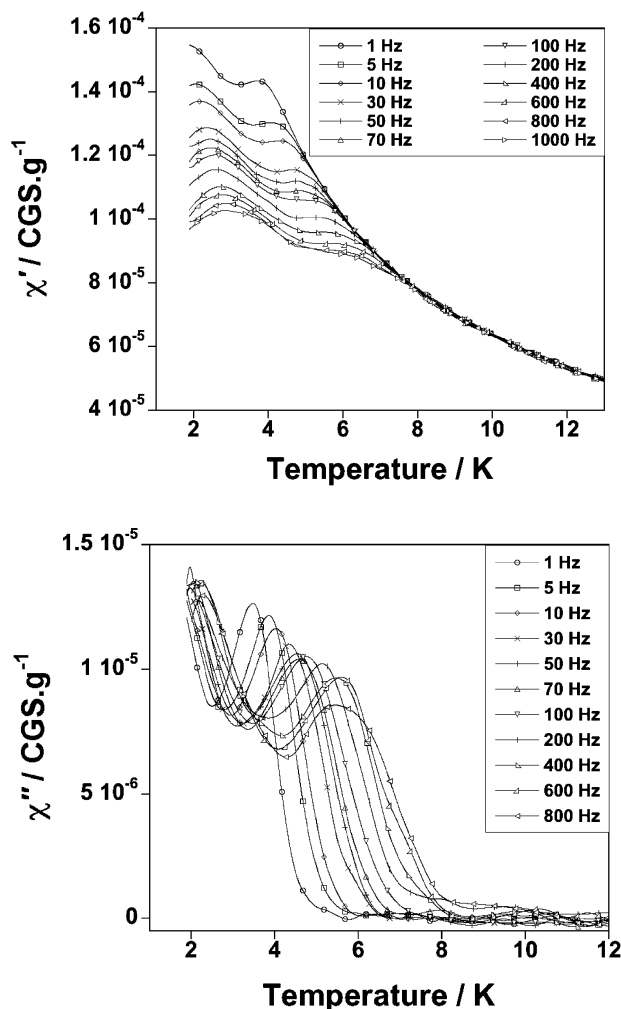 1.6 10-4
1.4 10-4
1.2 10-4
1 10-4
8 10-5
6 10-5
4 10-5
χ' / CGS.g-1
1 Hz
5 Hz
10 Hz
30 Hz
50 Hz
70 Hz
100 Hz
200 Hz
400 Hz
600 Hz
800 Hz
1000 Hz
2 4 6 8 10 12
Temperature / K
1.5 10-5
1 10-5
5 10-6
0
χ'' / CGS.g-1
1 Hz
5 Hz
10 Hz
30 Hz
50 Hz
70 Hz
100 Hz
200 Hz
400 Hz
600 Hz
800 Hz
2 4 6 8 10 12
Temperature / K